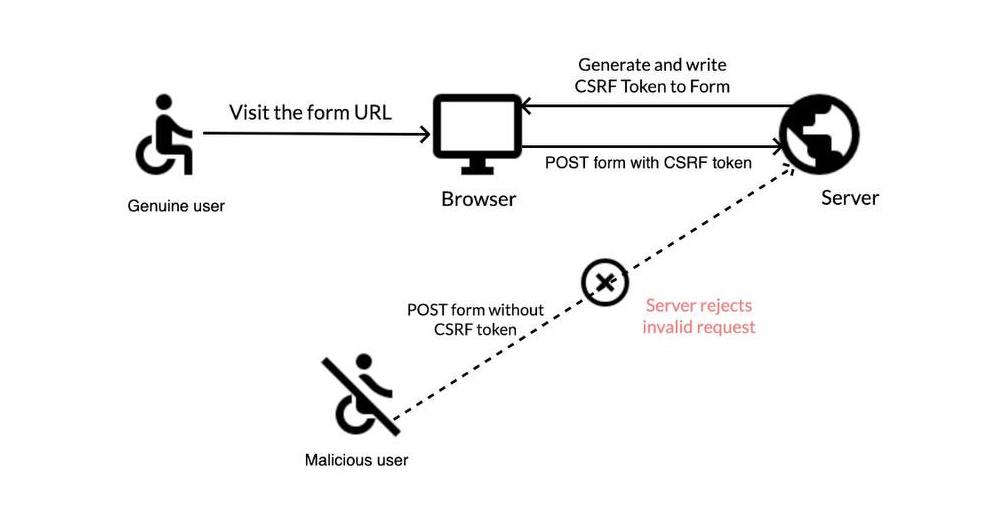 Generate and write
CSRF Token to Form
Visit the form URL
POST form with CSRF token
Browser
Server
Genuine user
POST form without
CSRF token
Server rejects
invalid request
Malicious user